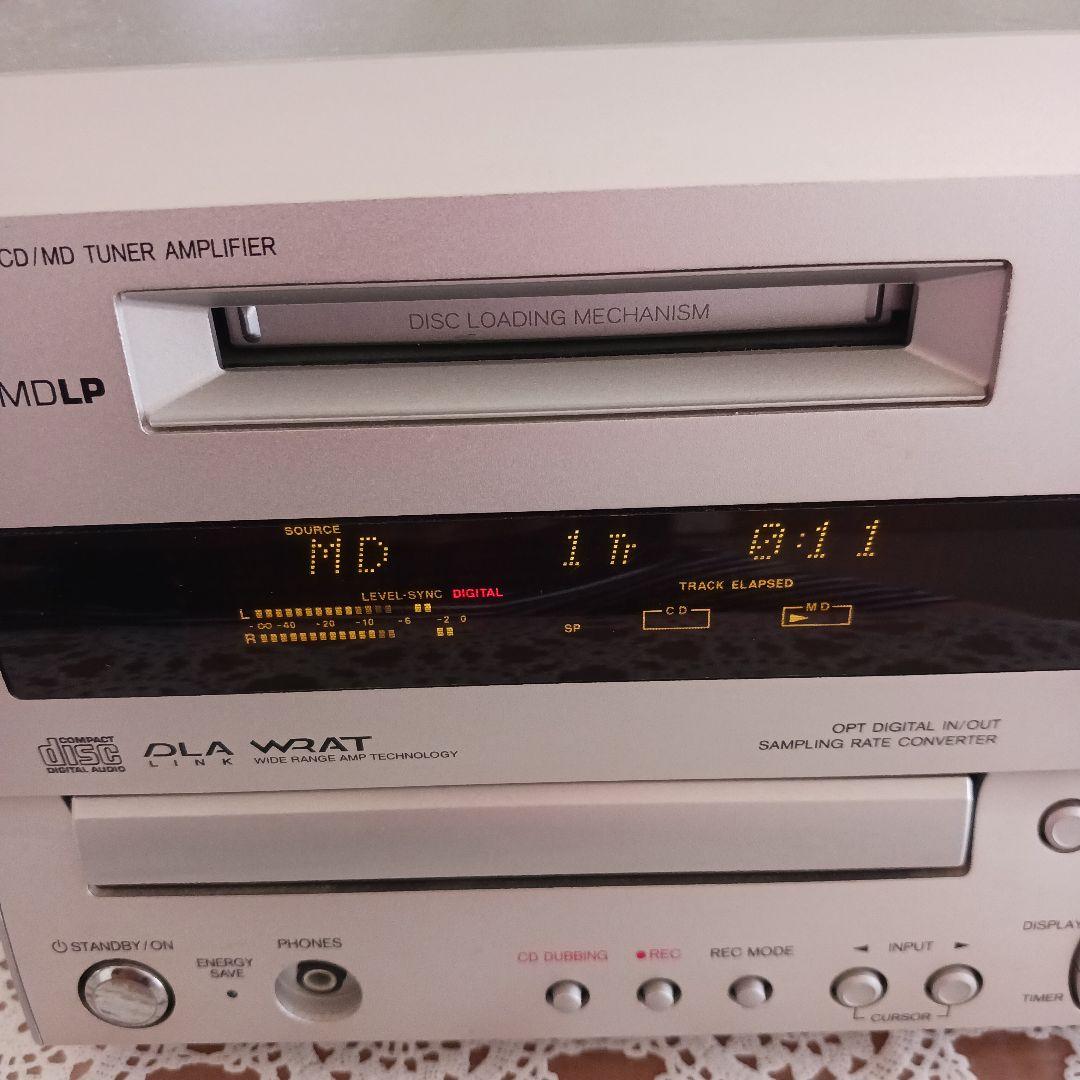 CD/MD TUNER AMPLIFIER
DISC LOADING MECHANISM
MDLP
SOURCE
MD 1 Tr 0:11
LEVEL-SYNC DIGITAL
TRACK ELAPSED
L
-∞ -40 -20 -10 -6 -2 0
R
SP
CD
MD
COMPACT
disc
DIGITAL AUDIO
DLA
LINK
WRAT
WIDE RANGE AMP TECHNOLOGY
OPT DIGITAL IN/OUT
SAMPLING RATE CONVERTER
STANDBY/ON
ENERGY
SAVE
PHONES
CD DUBBING
REC
REC MODE
INPUT
CURSOR
DISPLAY
TIMER